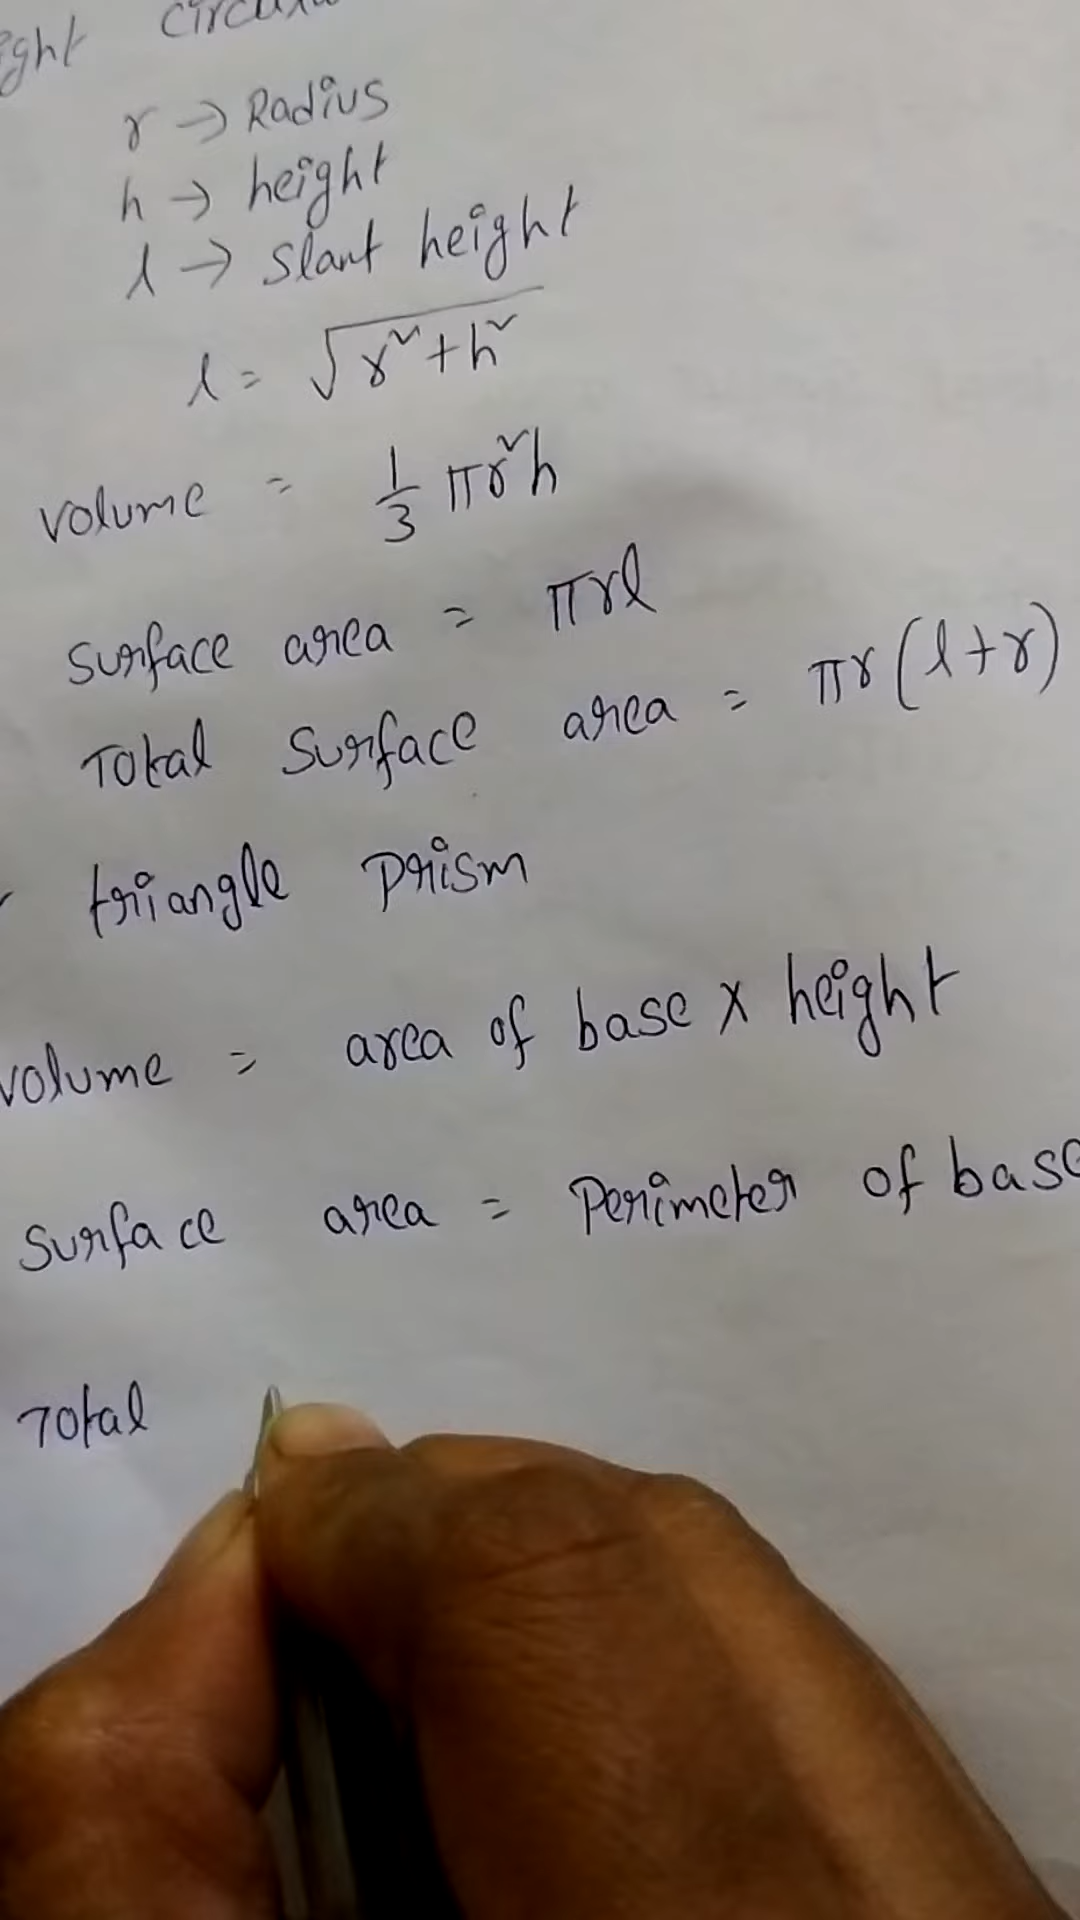 r → Radius
h → height
l → slant height
l = √r²+h²
volume = 1/3 πr²h
surface area = πrl
Total surface area = πr(l+r)
triangle prism
volume = area of base x height
surface area = Perimeter of base
Total